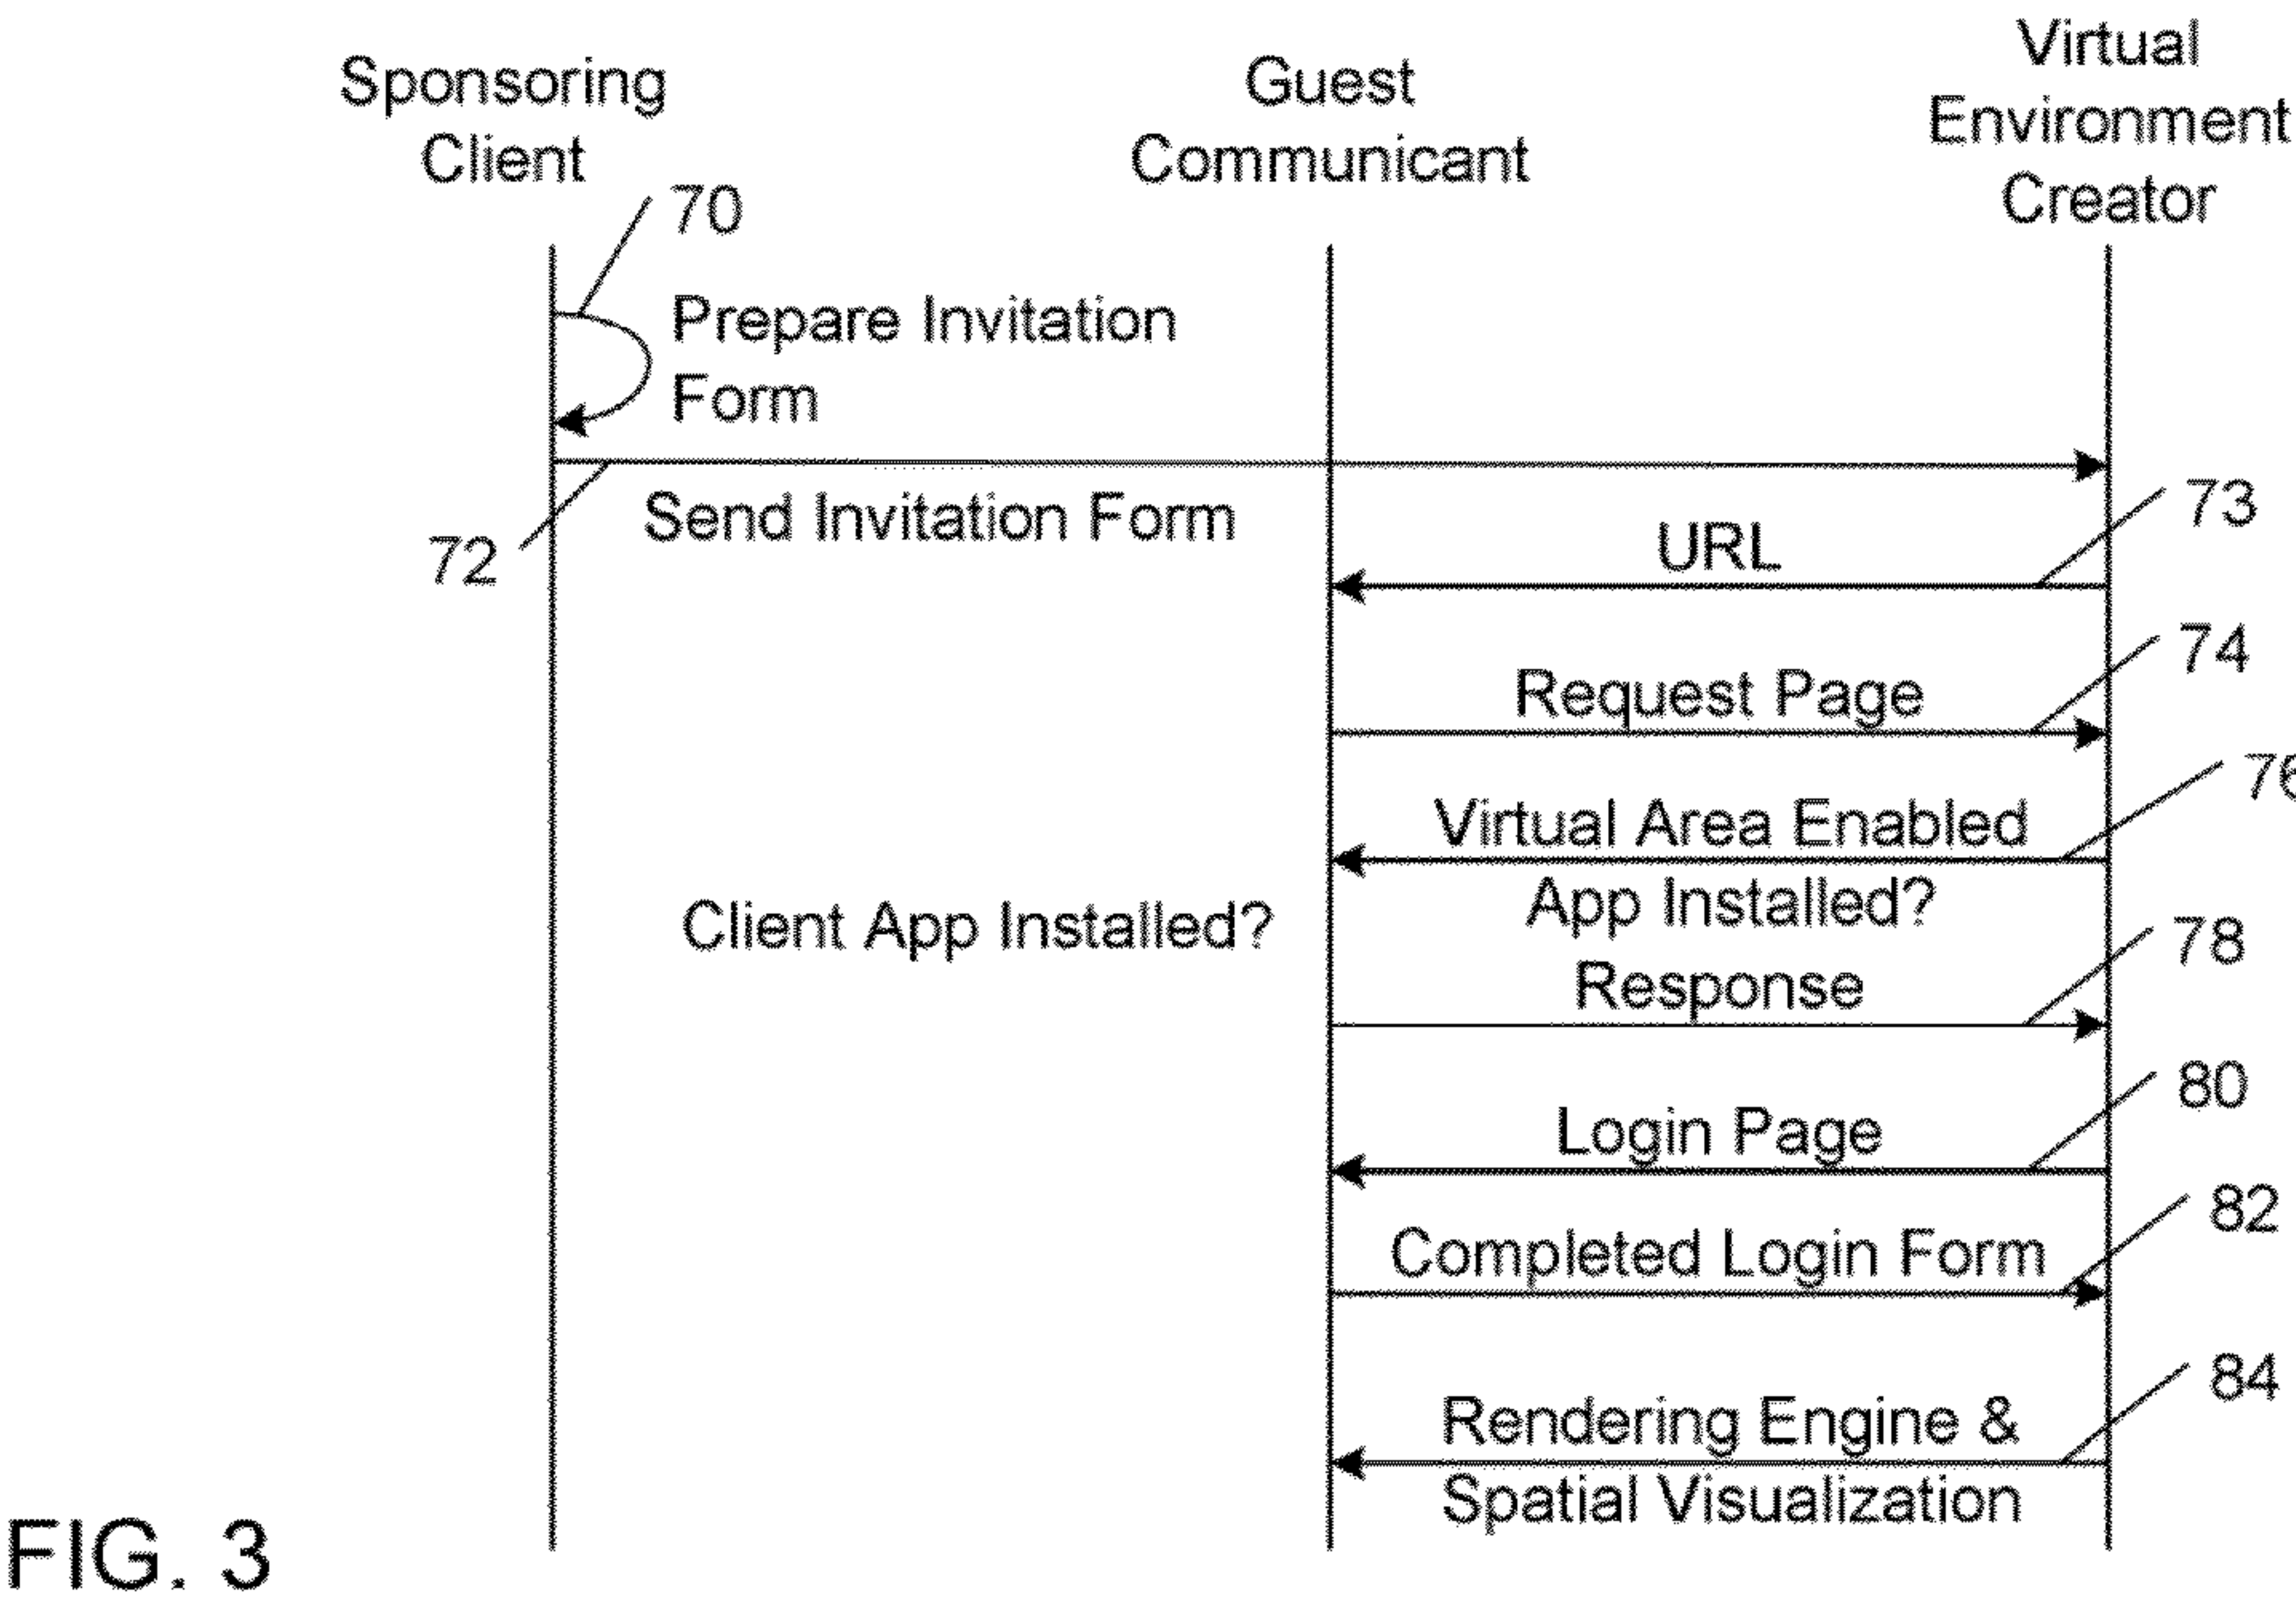 Sponsoring
Client
Guest
Communicant
Virtual
Environment
Creator
70
Prepare Invitation
Form
72
Send Invitation Form
73
URL
74
Request Page
76
Virtual Area Enabled
App Installed?
Client App Installed?
78
Response
80
Login Page
82
Completed Login Form
84
Rendering Engine &
Spatial Visualization
FIG. 3